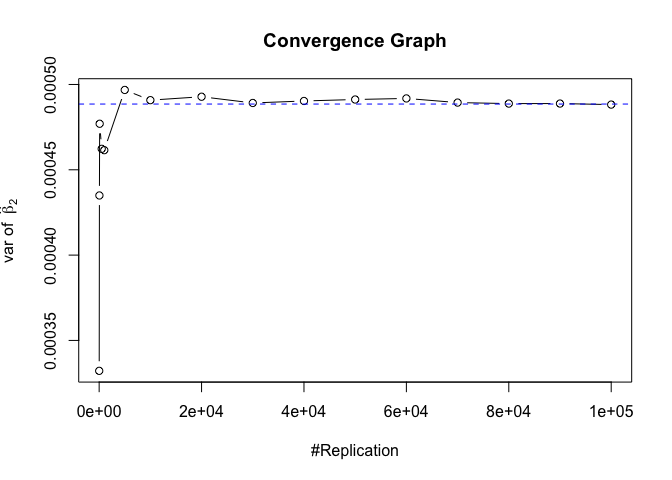 Convergence Graph
var of β̂₂
0.00050
0.00045
0.00040
0.00035
0e+00 2e+04 4e+04 6e+04 8e+04 1e+05
#Replication